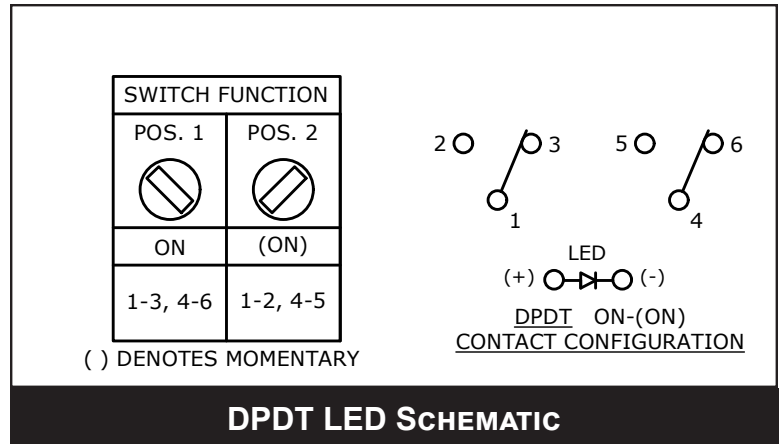 SWITCH FUNCTION
POS. 1 POS. 2
ON (ON)
1-3, 4-6 1-2, 4-5
( ) DENOTES MOMENTARY
2 3 5 6
1 4
LED
(+) (-)
DPDT ON-(ON)
CONTACT CONFIGURATION
DPDT LED SCHEMATIC